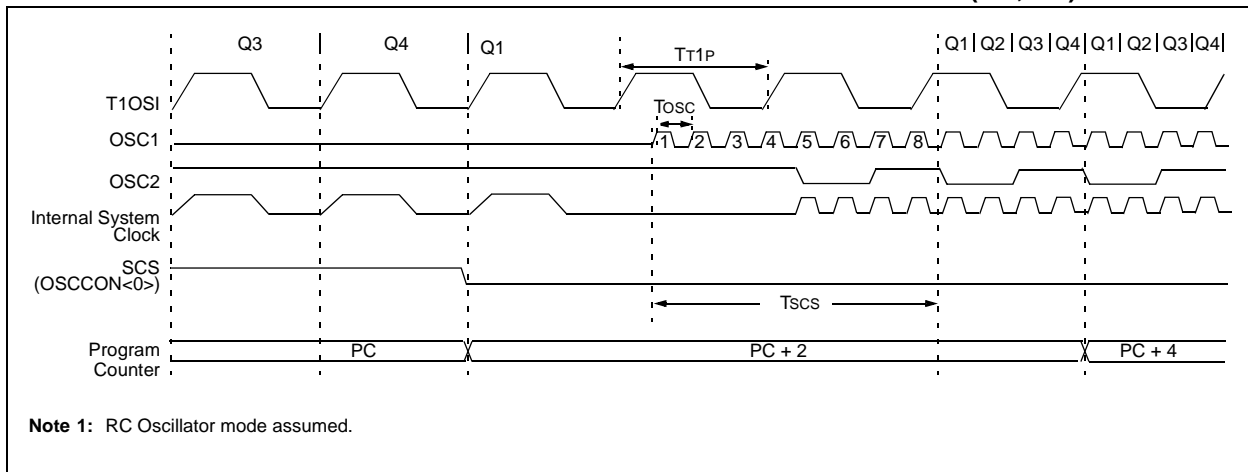 Q3 Q4 Q1 Q1 Q2 Q3 Q4 Q1 Q2 Q3 Q4
TT1P
T1OSI
TOSC
OSC1
1 2 3 4 5 6 7 8
OSC2
Internal System
Clock
SCS
(OSCCON<0>)
TSCS
Program
Counter
PC PC + 2 PC + 4
Note 1: RC Oscillator mode assumed.